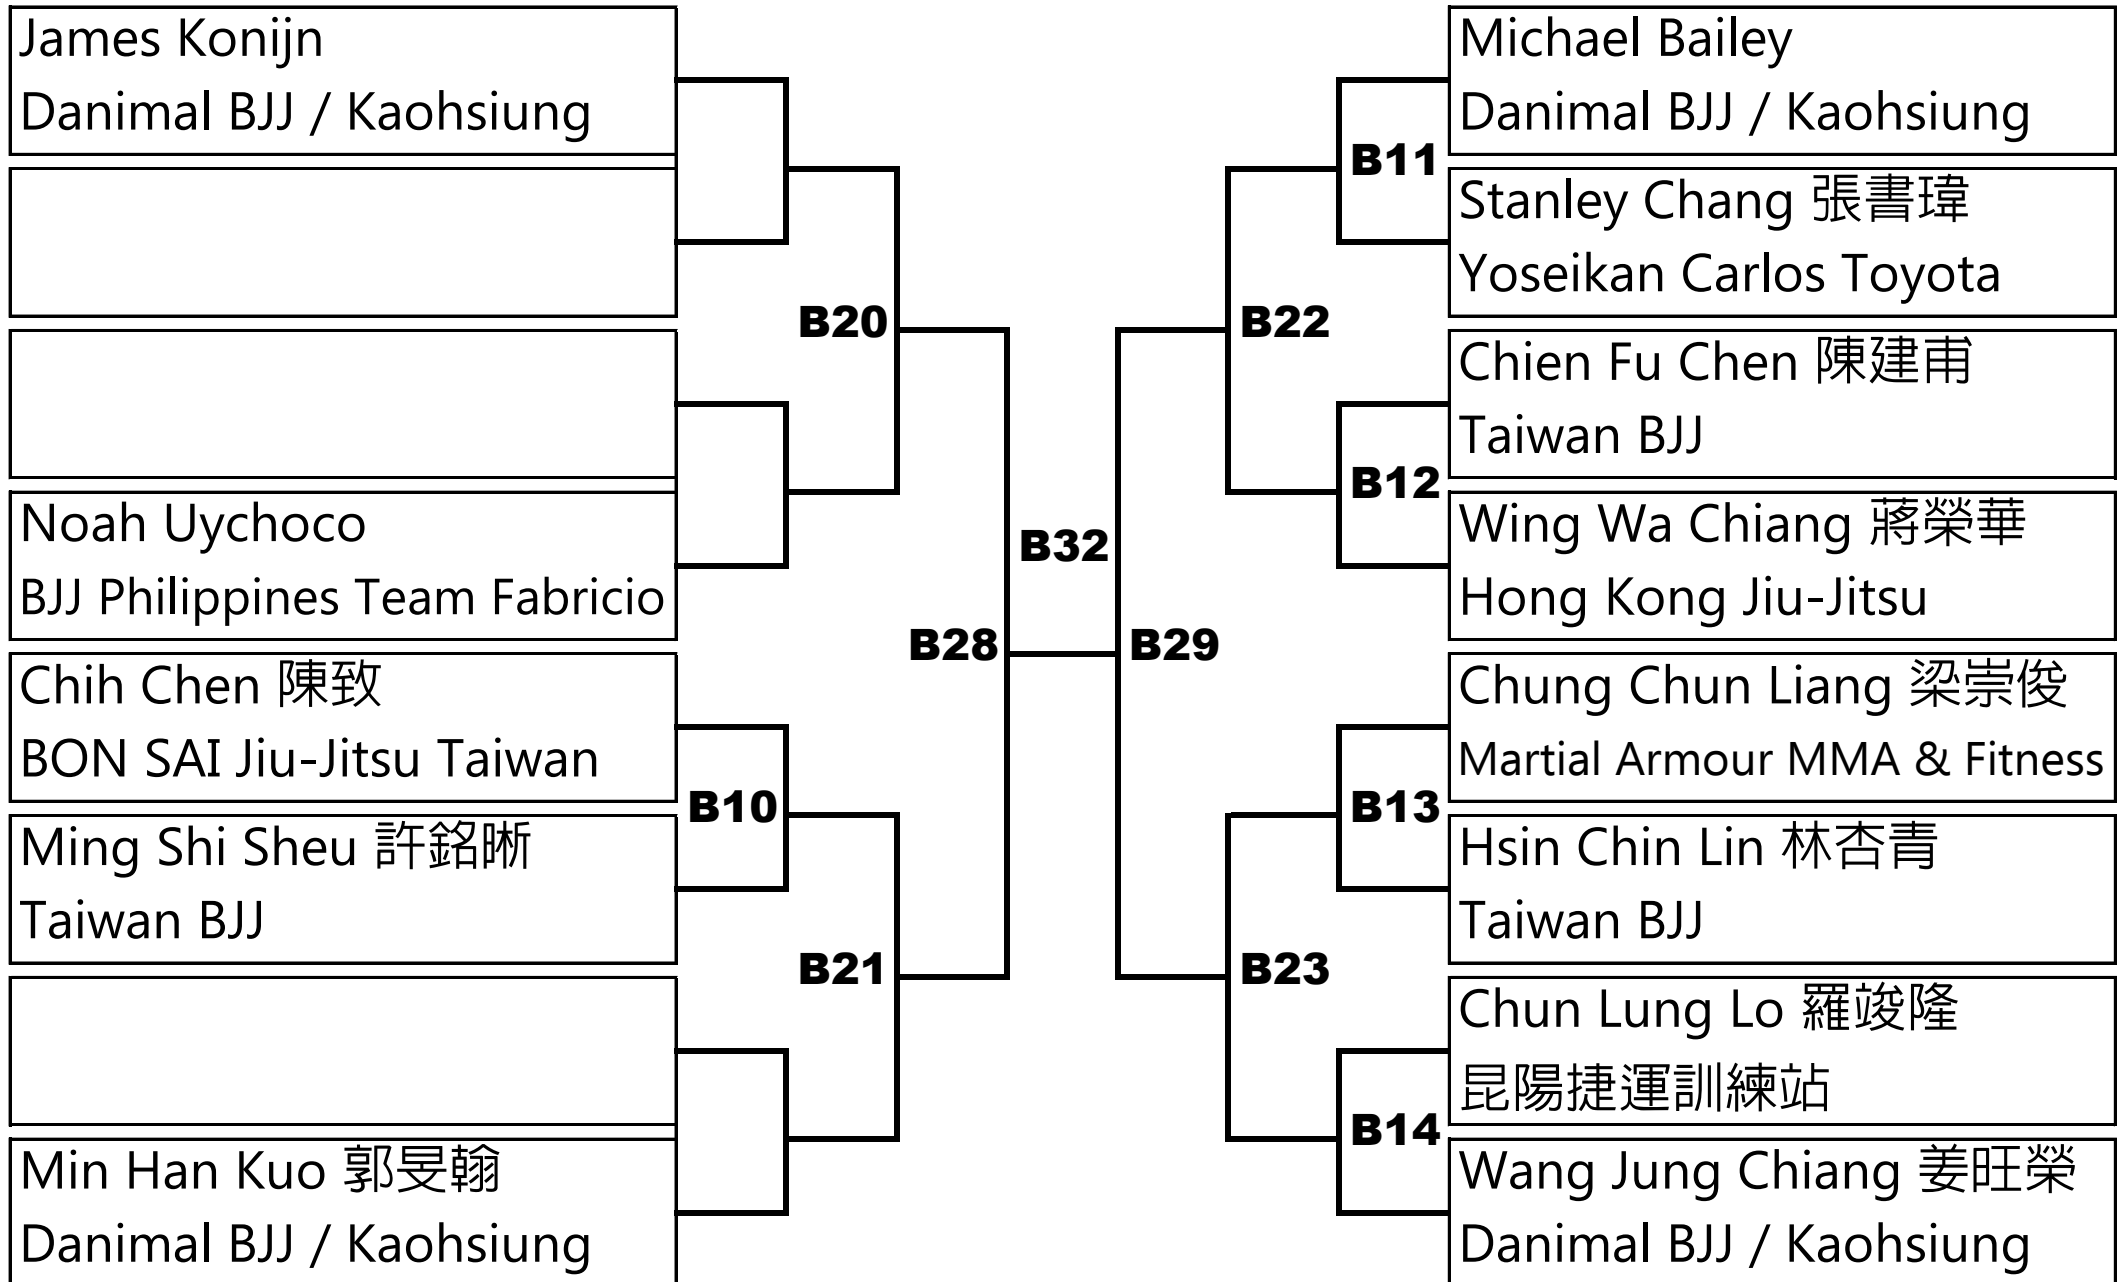 James Konijn
Danimal BJJ / Kaohsiung
Noah Uychoco
BJJ Philippines Team Fabricio
Chih Chen 陳致
BON SAI Jiu-Jitsu Taiwan
Ming Shi Sheu 許銘晰
Taiwan BJJ
Min Han Kuo 郭旻翰
Danimal BJJ / Kaohsiung
B10
B20
B21
B28
B32
B29
B22
B23
B11
B12
B13
B14
Michael Bailey
Danimal BJJ / Kaohsiung
Stanley Chang 張書瑋
Yoseikan Carlos Toyota
Chien Fu Chen 陳建甫
Taiwan BJJ
Wing Wa Chiang 蔣榮華
Hong Kong Jiu-Jitsu
Chung Chun Liang 梁崇俊
Martial Armour MMA & Fitness
Hsin Chin Lin 林杏青
Taiwan BJJ
Chun Lung Lo 羅竣隆
昆陽捷運訓練站
Wang Jung Chiang 姜旺榮
Danimal BJJ / Kaohsiung